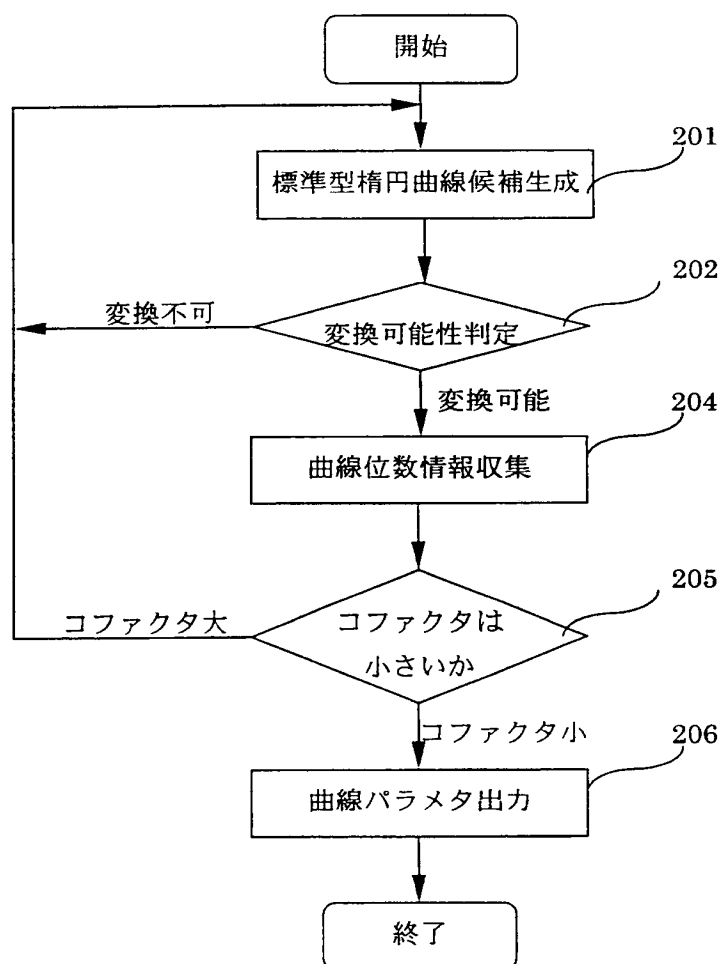 開始
標準型楕円曲線候補生成
201
202
変換不可
変換可能性判定
変換可能
204
曲線位数情報収集
205
コファクタ大
コファクタは
小さいか
コファクタ小
206
曲線パラメタ出力
終了